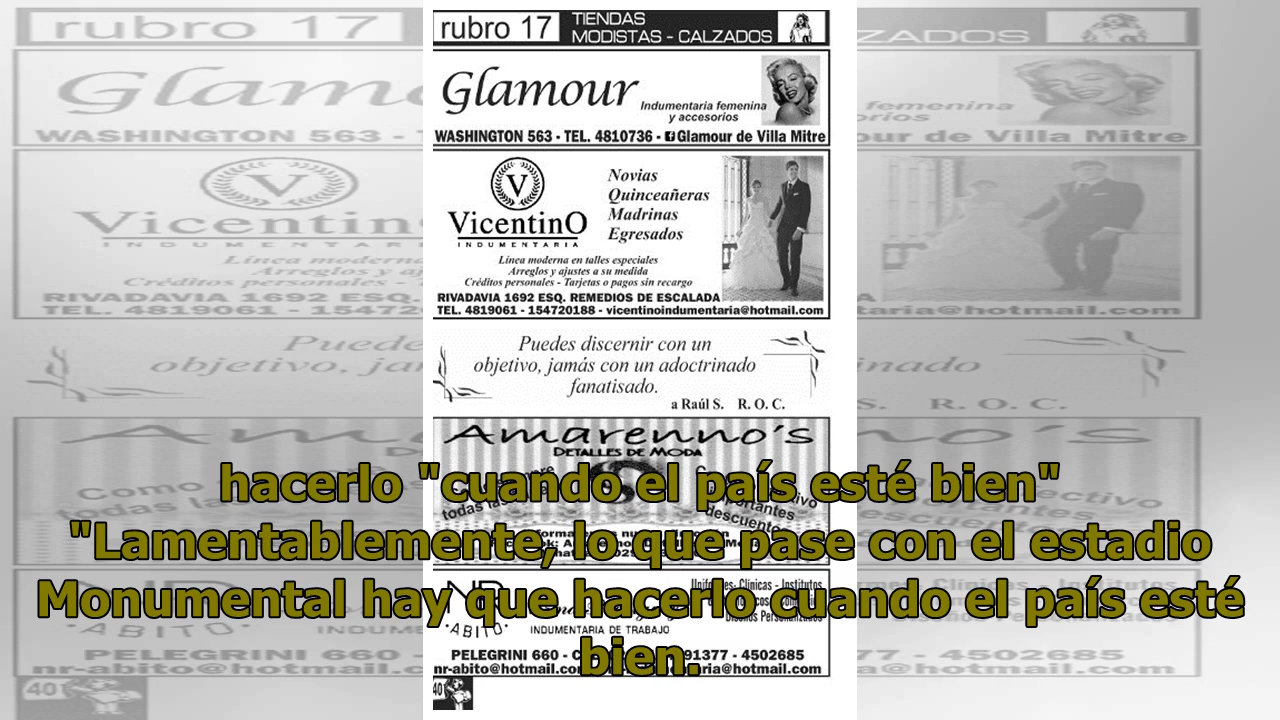 rubro 17
TIENDAS
MODISTAS - CALZADOS
Glamour
Indumentaria femenina
y accesorios
WASHINGTON 563 - TEL. 4810736 - Glamour de Villa Mitre
V
VicentinO
INDUMENTARIA
Novias
Quinceañeras
Madrinas
Egresados
Línea moderna en talles especiales
Arreglos y ajustes a su medida
Créditos personales - Tarjetas o pagos sin recargo
RIVADAVIA 1692 ESQ. REMEDIOS DE ESCALADA
TEL. 4819061 - 154720188 - vicentinoindumentaria@hotmail.com
Puedes discernir con un
objetivo, jamás con un adoctrinado
fanatisado.
a Raúl S. R. O. C.
Amarenno's
DETALLES DE MODA
hacerlo "cuando el país esté bien"
"Lamentablemente, lo que pase con el estadio
Monumental hay que hacerlo cuando el país esté
bien.
Uniformes- Clínicas - Institutos
ABITO
INDUMENTARIA DE TRABAJO
PELEGRINI 660 - 4502685
nr-abito@hotmail.com
401